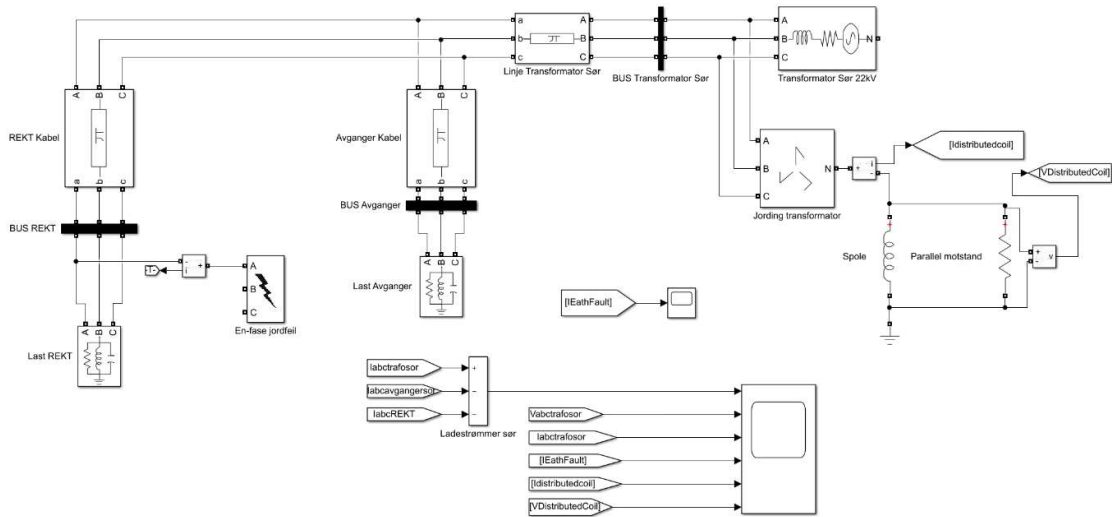 a A
b B
c C
Linje Transformator Sør
BUS Transformator Sør
A
B
C
N
Transformator Sør 22kV
A B C
REKT Kabel
a b c
A B C
Avganger Kabel
a b c
BUS REKT
BUS Avganger
A
B
C
N
Jording transformator
+ i
-
[Idistributedcoil]
[VDistributedCoil]
Spole
Parallel motstand
+
-
v
-T-
- +
i
A
B
C
En-fase jordfeil
A B C
Last Avganger
A B C
Last REKT
[IEathFault]
Iabctrafosor
Iabcavgangersor
IabcREKT
+
−
−
Ladestrømmer sør
Vabctrafosor
Iabctrafosor
[IEathFault]
[Idistributedcoil]
[VDistributedCoil]